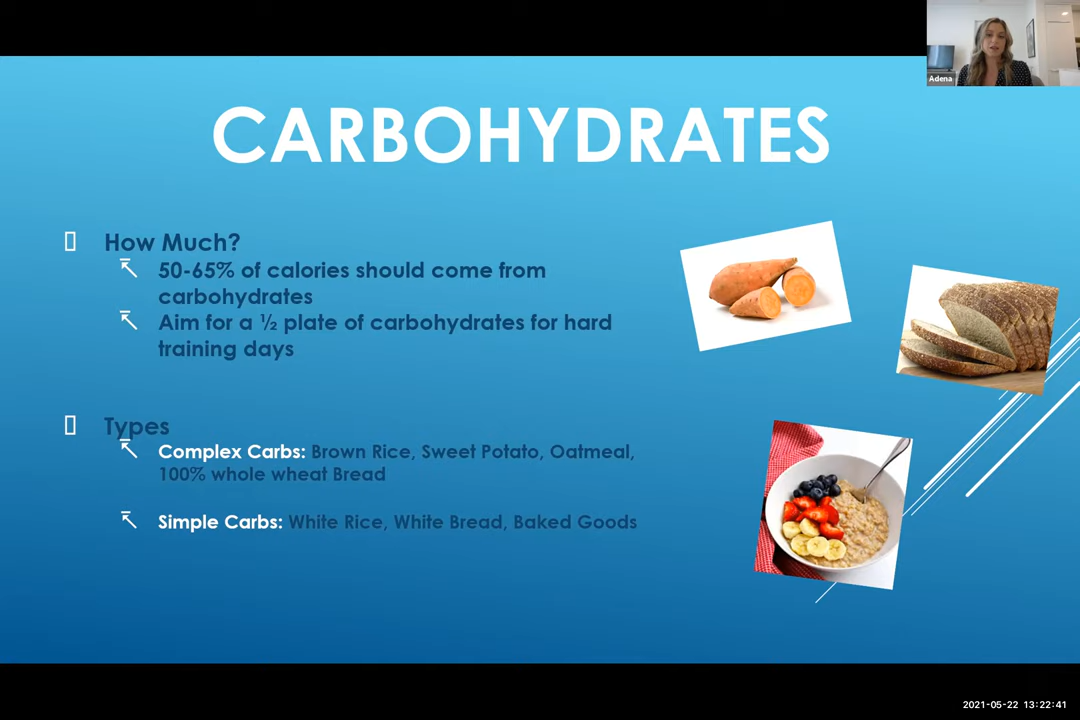 Adena
CARBOHYDRATES
How Much?
50-65% of calories should come from
carbohydrates
Aim for a ½ plate of carbohydrates for hard
training days
Types
Complex Carbs: Brown Rice, Sweet Potato, Oatmeal,
100% whole wheat Bread
Simple Carbs: White Rice, White Bread, Baked Goods
2021-05-22 13:22:41